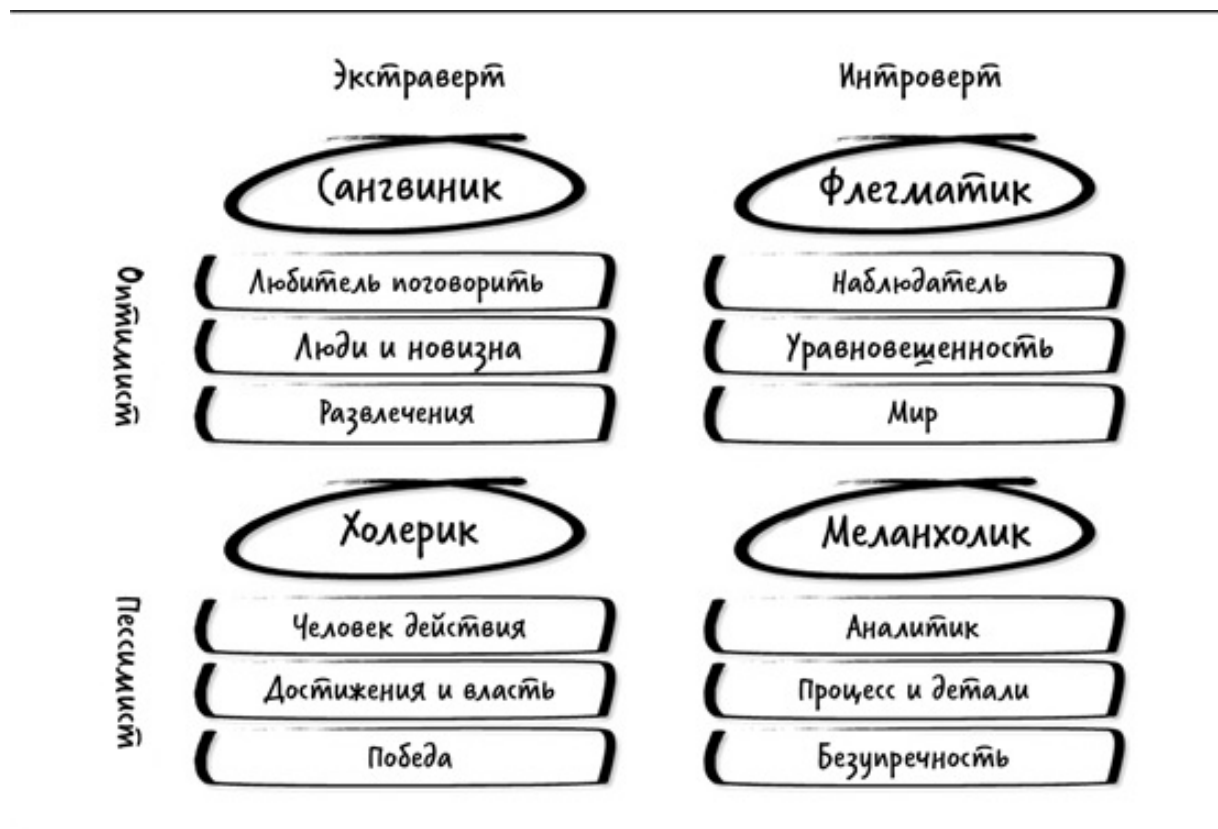 Экстраверт
Интроверт
Сангвиник
Флегматик
Оптимист
Любитель поговорить
Люди и новизна
Развлечения
Наблюдатель
Уравновешенность
Мир
Холерик
Меланхолик
Пессимист
Человек действия
Достижения и власть
Победа
Аналитик
Процесс и детали
Безупречность